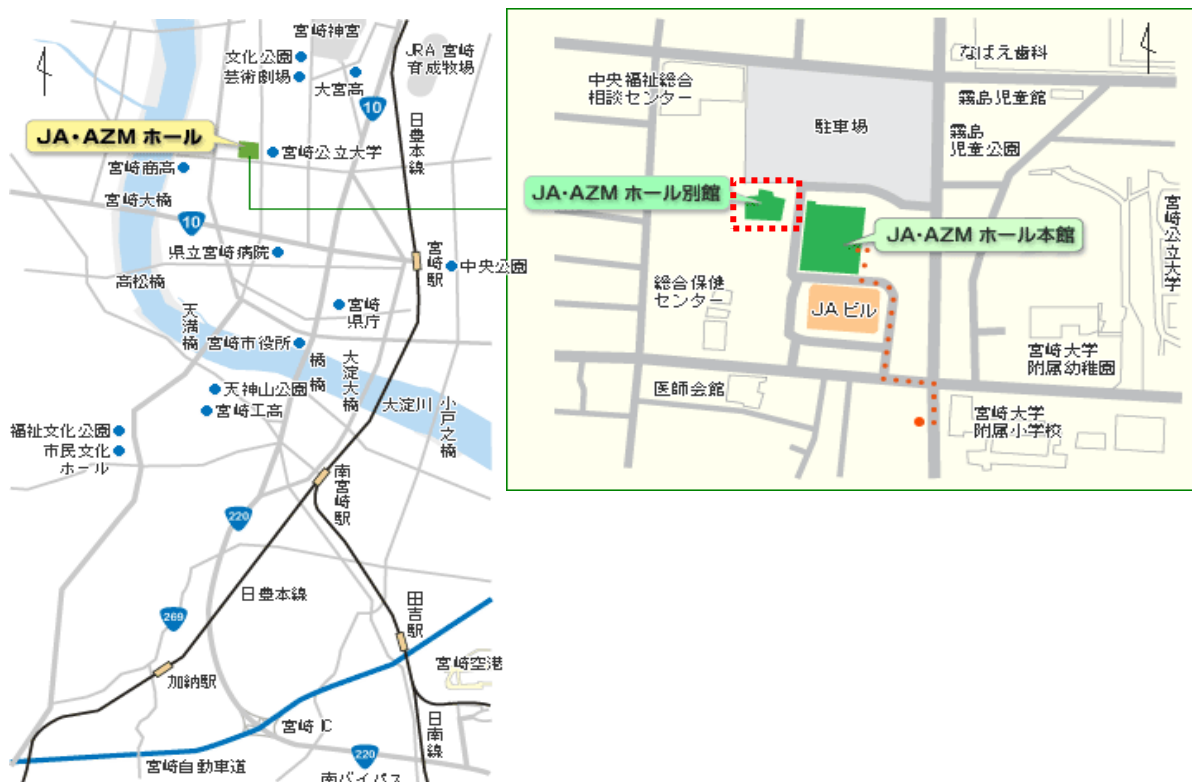 宮崎神宮
文化公園
芸術劇場
大宮高
JRA 宮崎
育成牧場
10
日豊本線
JA・AZM ホール
宮崎公立大学
宮崎商高
宮崎大橋
10
県立宮崎病院
宮崎駅
中央公園
高松橋
天満橋
宮崎
県庁
宮崎市役所
橘橋
大淀大橋
天神山公園
宮崎工高
大淀川
小戸之橋
福祉文化公園
市民文化
ホール
南宮崎駅
220
日豊本線
269
田吉駅
宮崎空港
加納駅
宮崎 IC
日南線
宮崎自動車道
220
南バイパス
なばえ歯科
中央福祉総合
相談センター
霧島児童館
駐車場
霧島
児童公園
JA・AZM ホール別館
JA・AZM ホール本館
宮崎公立大学
総合保健
センター
JA ビル
宮崎大学
附属幼稚園
医師会館
宮崎大学
附属小学校